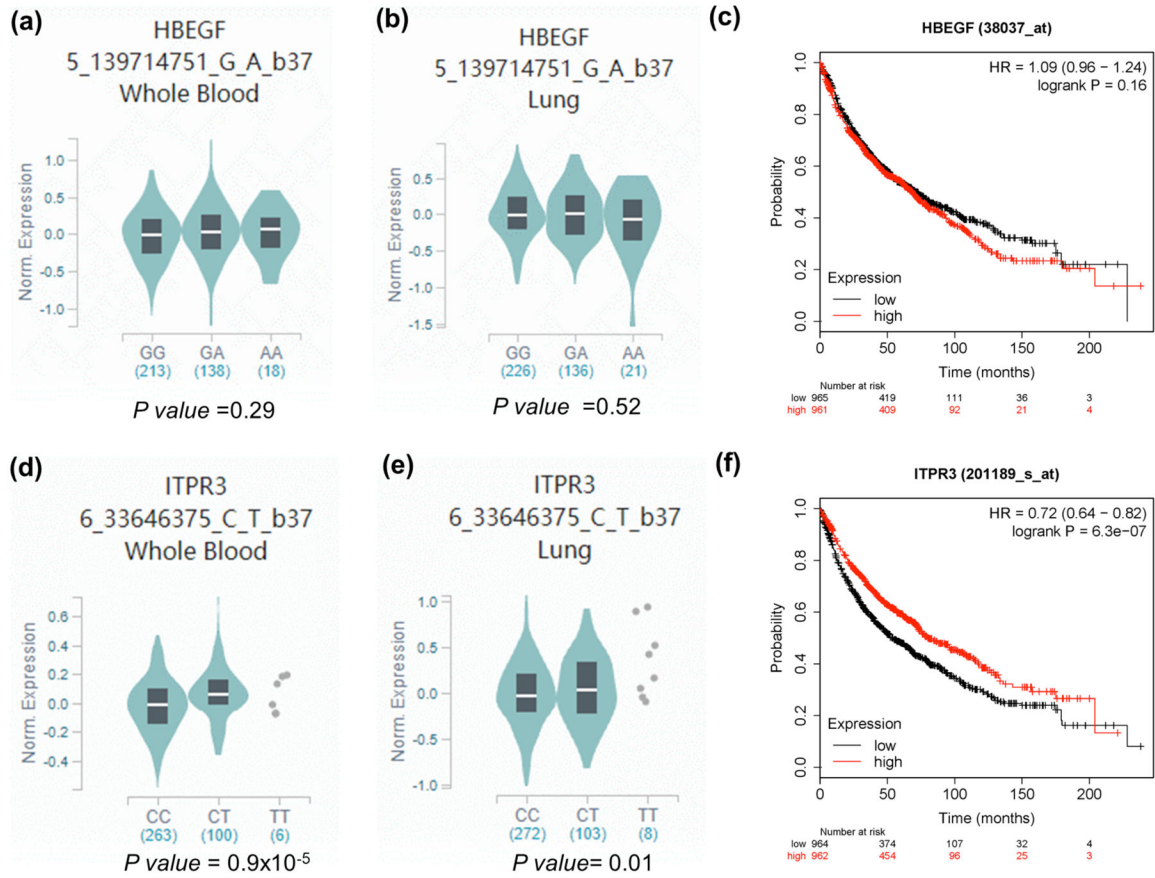 (a)
HBEGF
5_139714751_G_A_b37
Whole Blood
Norm. Expression
1.0
0.5
0.0
-0.5
-1.0
GG GA AA
(213) (138) (18)
P value =0.29
(b)
HBEGF
5_139714751_G_A_b37
Lung
Norm. Expression
1.0
0.5
0.0
-0.5
-1.0
-1.5
GG GA AA
(226) (136) (21)
P value =0.52
(c)
HBEGF (38037_at)
HR = 1.09 (0.96 − 1.24)
logrank P = 0.16
Probability
1.0
0.8
0.6
0.4
0.2
0.0
Expression
low
high
0 50 100 150 200
Time (months)
Number at risk
low 965 419 111 36 3
high 961 409 92 21 4
(d)
ITPR3
6_33646375_C_T_b37
Whole Blood
Norm. Expression
0.6
0.4
0.2
0.0
-0.2
-0.4
CC CT TT
(263) (100) (6)
P value = 0.9x10-5
(e)
ITPR3
6_33646375_C_T_b37
Lung
Norm. Expression
1.0
0.5
0.0
-0.5
-1.0
CC CT TT
(272) (103) (8)
P value= 0.01
(f)
ITPR3 (201189_s_at)
HR = 0.72 (0.64 − 0.82)
logrank P = 6.3e−07
Probability
1.0
0.8
0.6
0.4
0.2
0.0
Expression
low
high
0 50 100 150 200
Time (months)
Number at risk
low 964 374 107 32 4
high 962 454 96 25 3